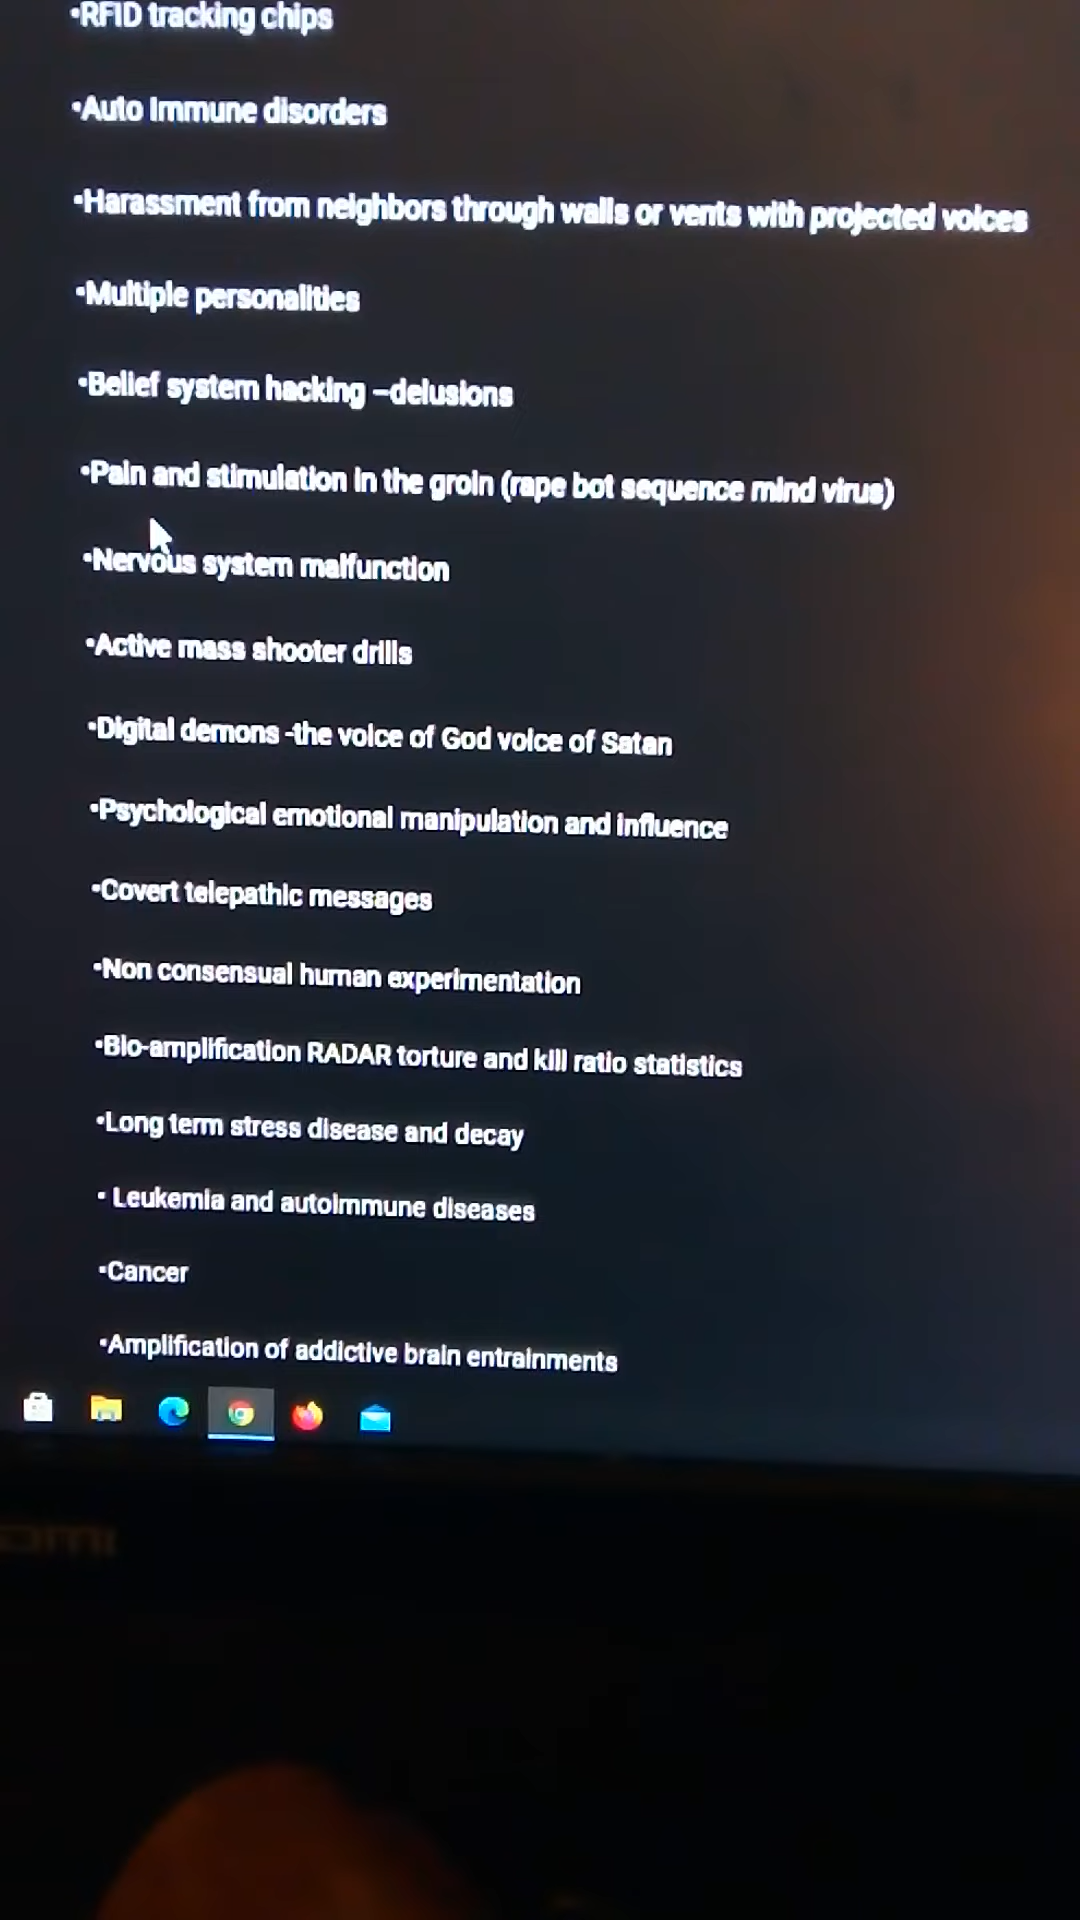 •RFID tracking chips
•Auto Immune disorders
•Harassment from neighbors through walls or vents with projected voices
•Multiple personalities
•Belief system hacking –delusions
•Pain and stimulation in the groin (rape bot sequence mind virus)
•Nervous system malfunction
•Active mass shooter drills
•Digital demons -the voice of God voice of Satan
•Psychological emotional manipulation and influence
•Covert telepathic messages
•Non consensual human experimentation
•Bio-amplification RADAR torture and kill ratio statistics
•Long term stress disease and decay
• Leukemia and autoimmune diseases
•Cancer
•Amplification of addictive brain entrainments